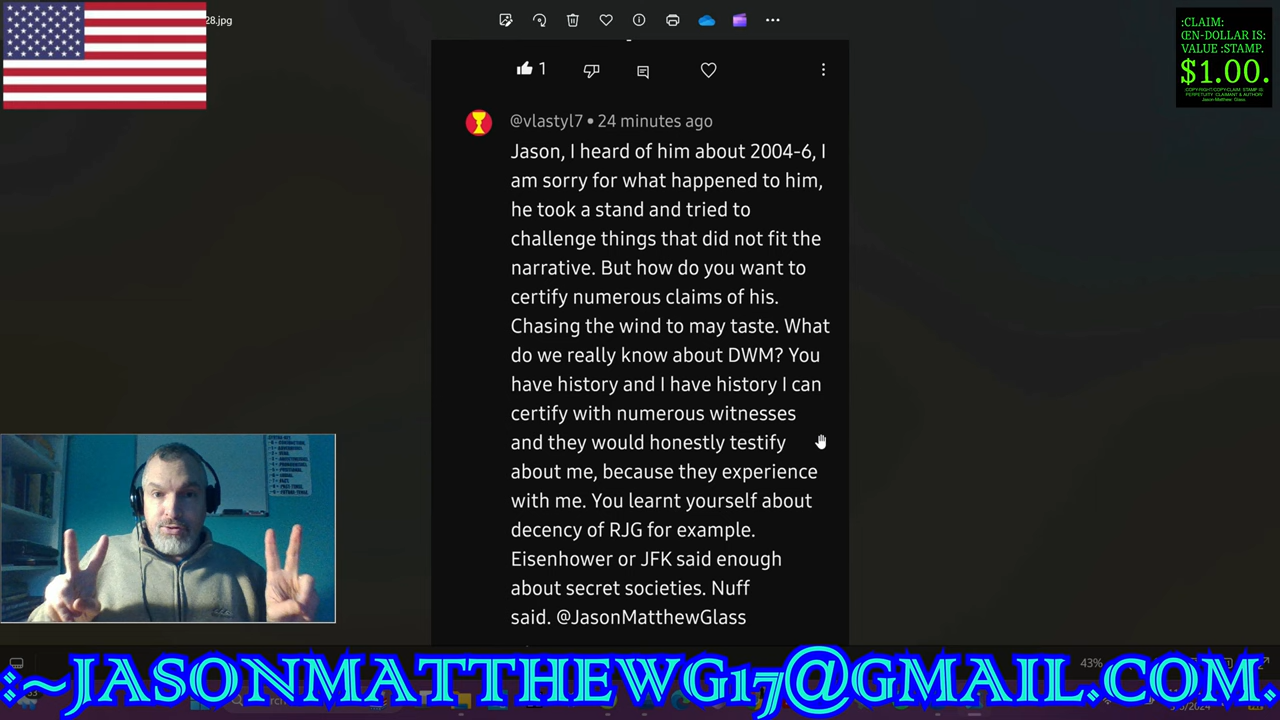 28.jpg
:CLAIM:
ŒN-DOLLAR IS:
VALUE :STAMP.
$1.00.
Jason Matthew Glass.
1
@vlastyl7 • 24 minutes ago
Jason, I heard of him about 2004-6, I
am sorry for what happened to him,
he took a stand and tried to
challenge things that did not fit the
narrative. But how do you want to
certify numerous claims of his.
Chasing the wind to may taste. What
do we really know about DWM? You
have history and I have history I can
certify with numerous witnesses
and they would honestly testify
about me, because they experience
with me. You learnt yourself about
decency of RJG for example.
Eisenhower or JFK said enough
about secret societies. Nuff
said. @JasonMatthewGlass
43%
:~JASONMATTHEWG17@GMAIL.COM.